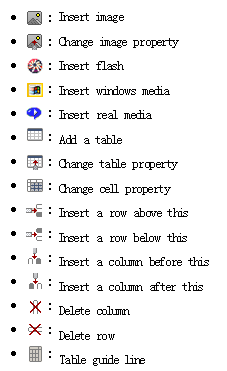 : Insert image
: Change image property
: Insert flash
: Insert windows media
: Insert real media
: Add a table
: Change table property
: Change cell property
: Insert a row above this
: Insert a row below this
: Insert a column before this
: Insert a column after this
: Delete column
: Delete row
: Table guide line